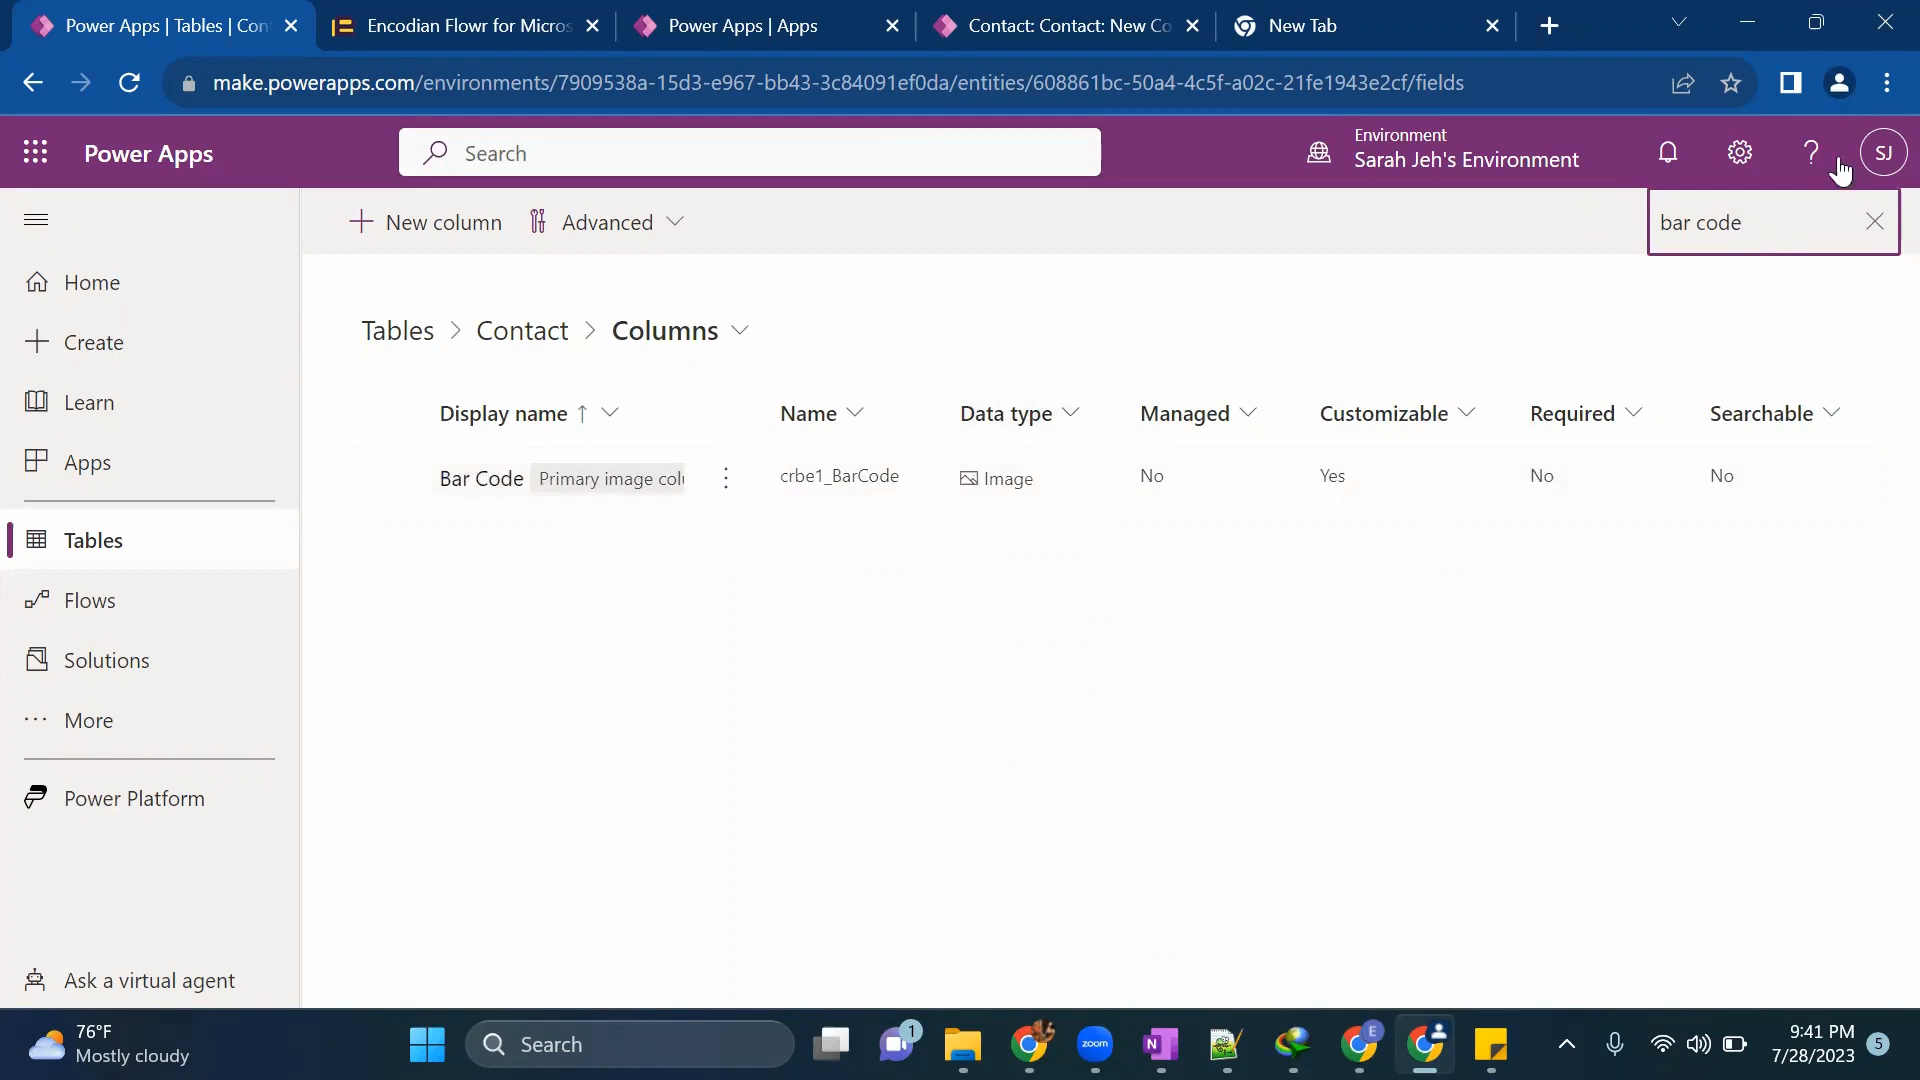 Power Apps | Tables | Con
Encodian Flowr for Micros
Power Apps | Apps
Contact: Contact: New Co
New Tab
make.powerapps.com/environments/7909538a-15d3-e967-bb43-3c84091ef0da/entities/608861bc-50a4-4c5f-a02c-21fe1943e2cf/fields
Power Apps
Search
Environment
Sarah Jeh's Environment
?
SJ
New column
Advanced
bar code
Home
Create
Learn
Apps
Tables
Flows
Solutions
More
Power Platform
Ask a virtual agent
Tables > Contact > Columns
Display name ↑
Name
Data type
Managed
Customizable
Required
Searchable
Bar Code
Primary image colu
crbe1_BarCode
Image
No
Yes
No
No
76°F
Mostly cloudy
Search
1
zoom
N
E
9:41 PM
7/28/2023
5